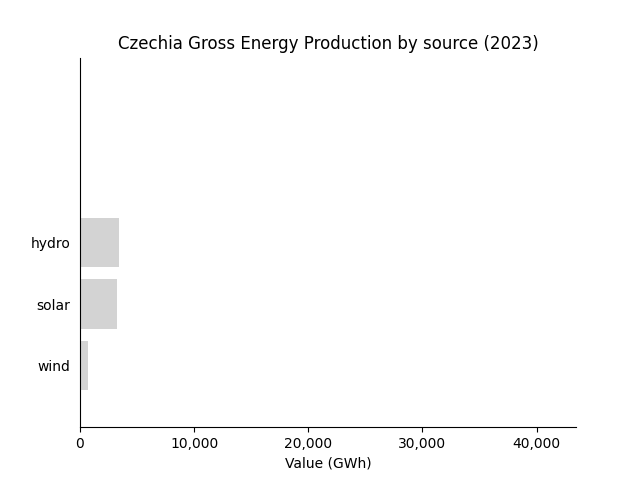 Czechia Gross Energy Production by source (2023)
hydro
solar
wind
0 10,000 20,000 30,000 40,000
Value (GWh)